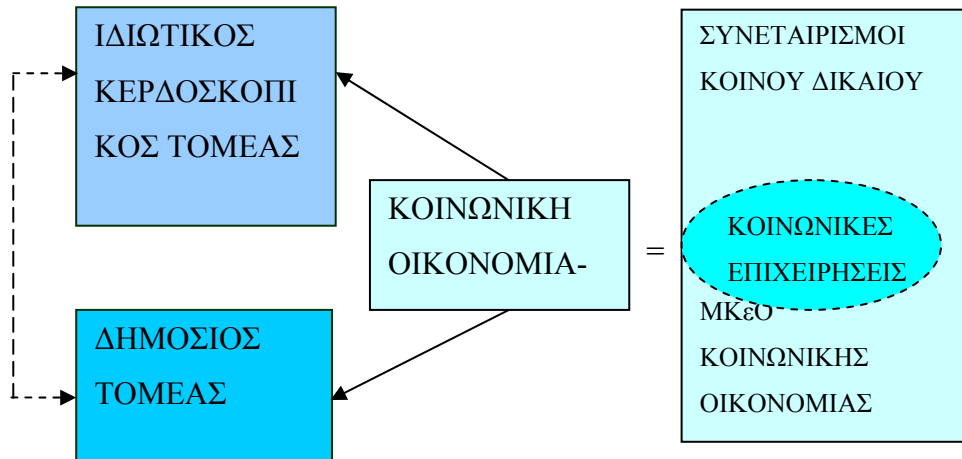 ΙΔΙΩΤΙΚΟΣ
ΚΕΡΔΟΣΚΟΠΙ
ΚΟΣ ΤΟΜΕΑΣ
ΔΗΜΟΣΙΟΣ
ΤΟΜΕΑΣ
ΚΟΙΝΩΝΙΚΗ
ΟΙΚΟΝΟΜΙΑ-
=
ΣΥΝΕΤΑΙΡΙΣΜΟΙ
ΚΟΙΝΟΥ ΔΙΚΑΙΟΥ
ΚΟΙΝΩΝΙΚΕΣ
ΕΠΙΧΕΙΡΗΣΕΙΣ
ΜΚεΟ
ΚΟΙΝΩΝΙΚΗΣ
ΟΙΚΟΝΟΜΙΑΣ